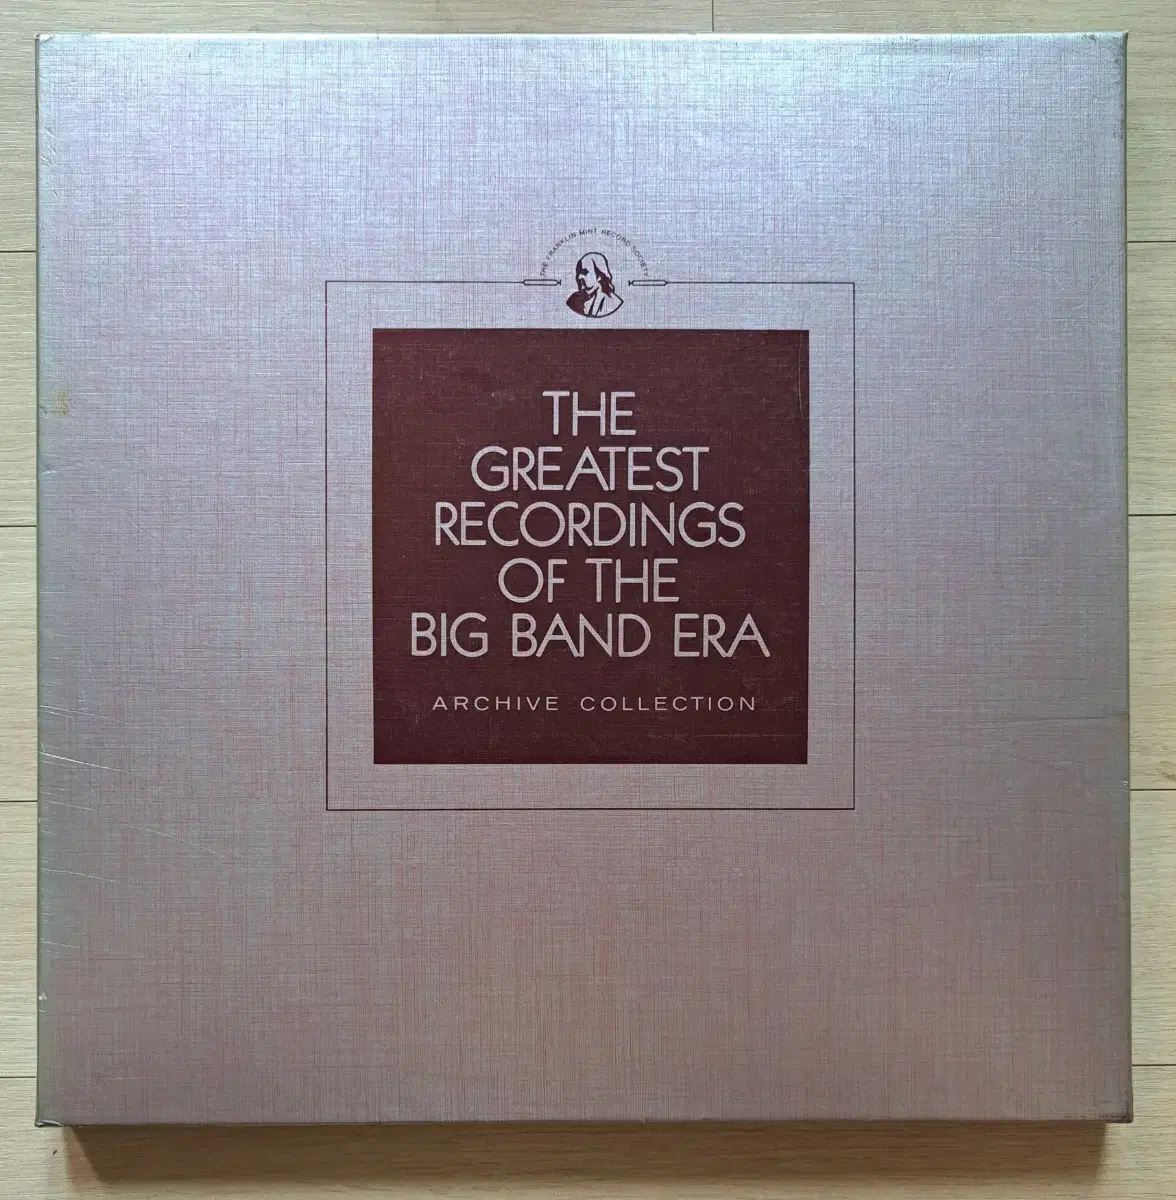 THE FRANKLIN MINT RECORD SOCIETY
THE
GREATEST
RECORDINGS
OF THE
BIG BAND ERA
ARCHIVE COLLECTION